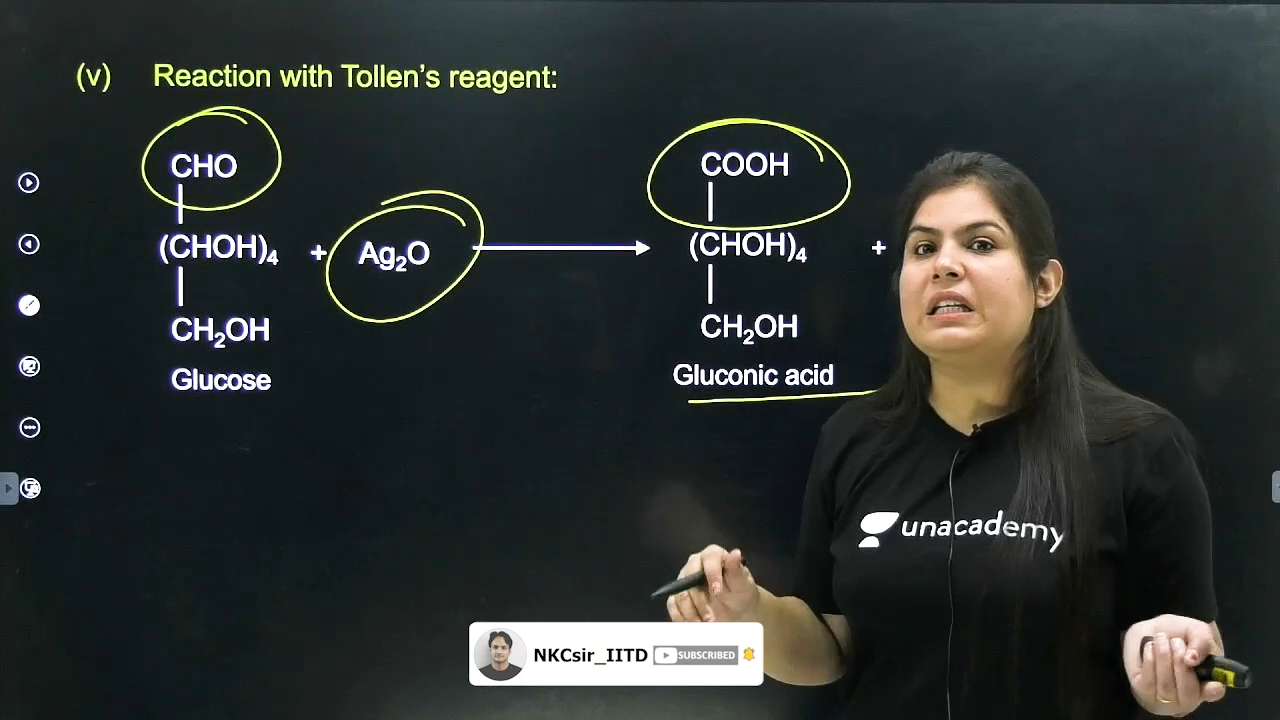 (v) Reaction with Tollen's reagent:
CHO COOH
(CHOH)₄ + Ag₂O (CHOH)₄ +
CH₂OH CH₂OH
Glucose Gluconic acid
unacademy
NKCsir_IITD SUBSCRIBED